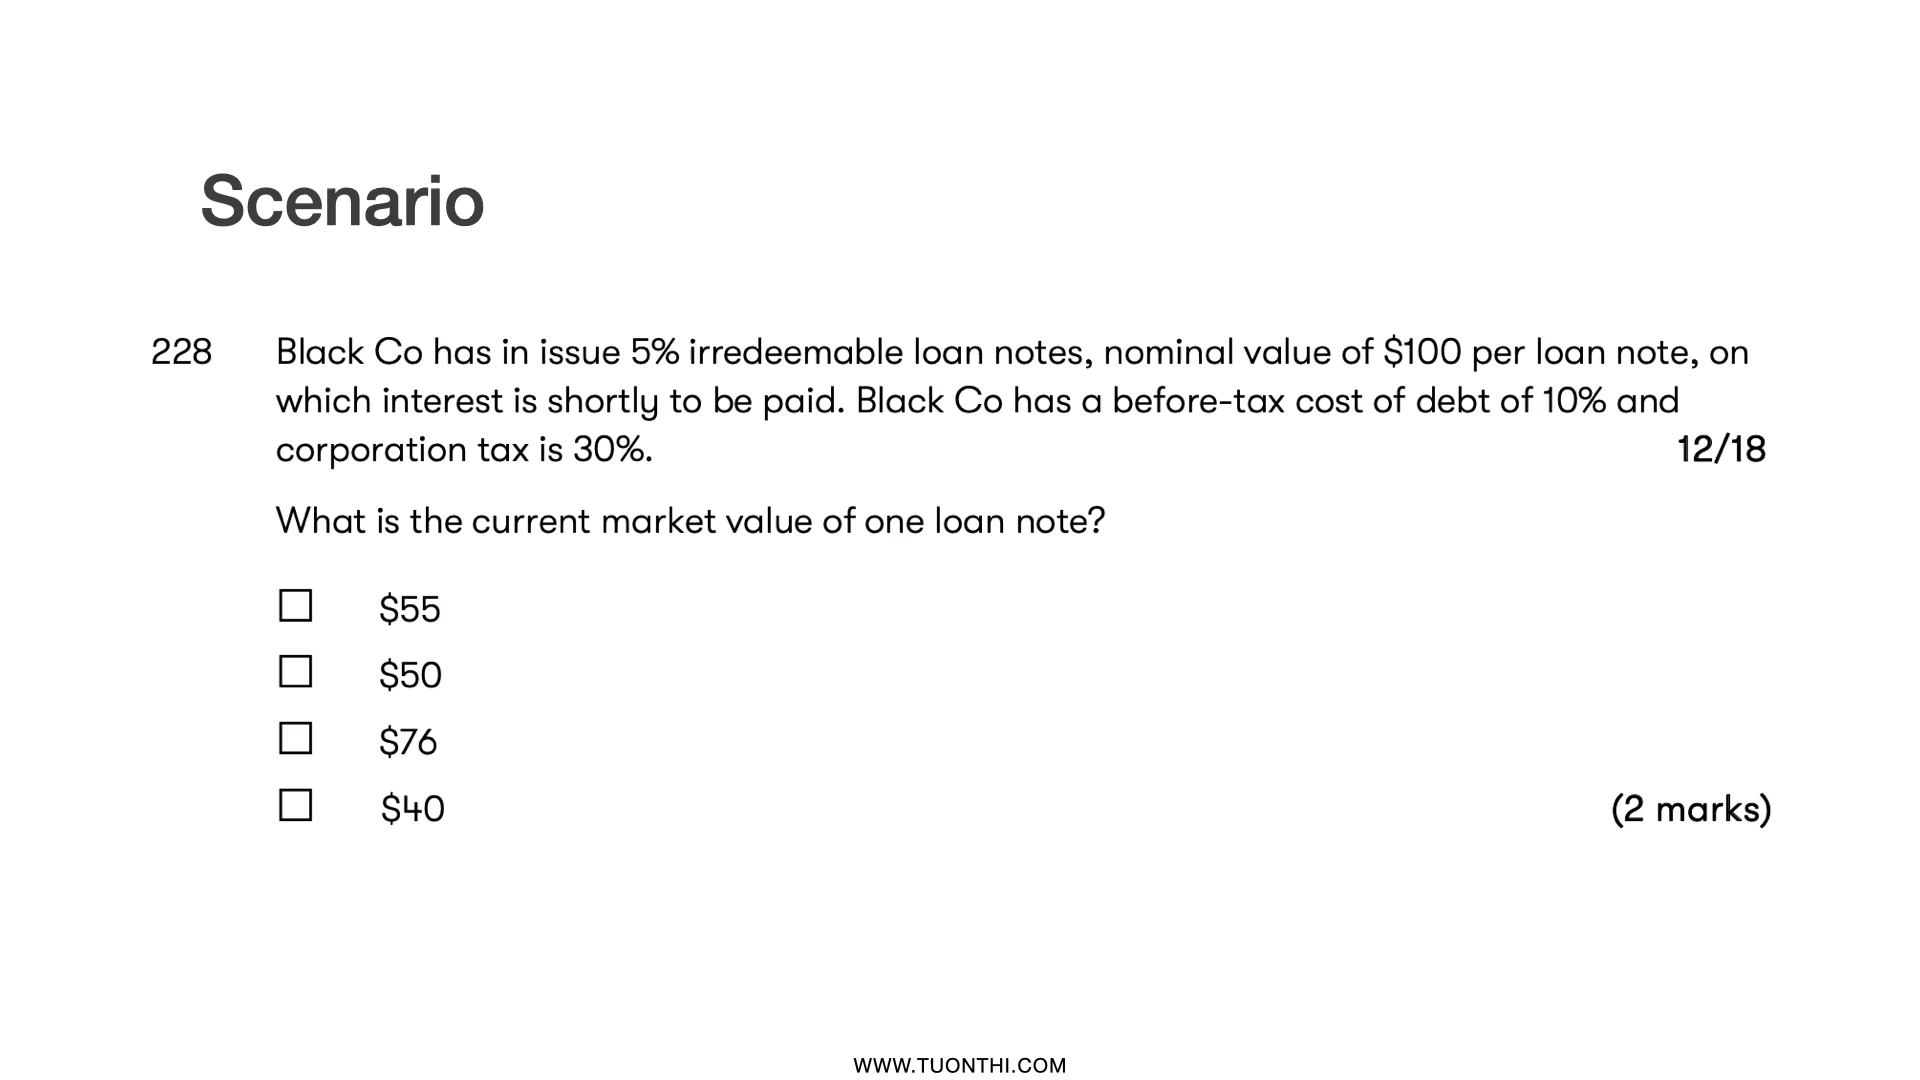 Scenario
228 Black Co has in issue 5% irredeemable loan notes, nominal value of $100 per loan note, on
which interest is shortly to be paid. Black Co has a before-tax cost of debt of 10% and
corporation tax is 30%. 12/18
What is the current market value of one loan note?
☐ $55
☐ $50
☐ $76
☐ $40 (2 marks)
WWW.TUONTHI.COM